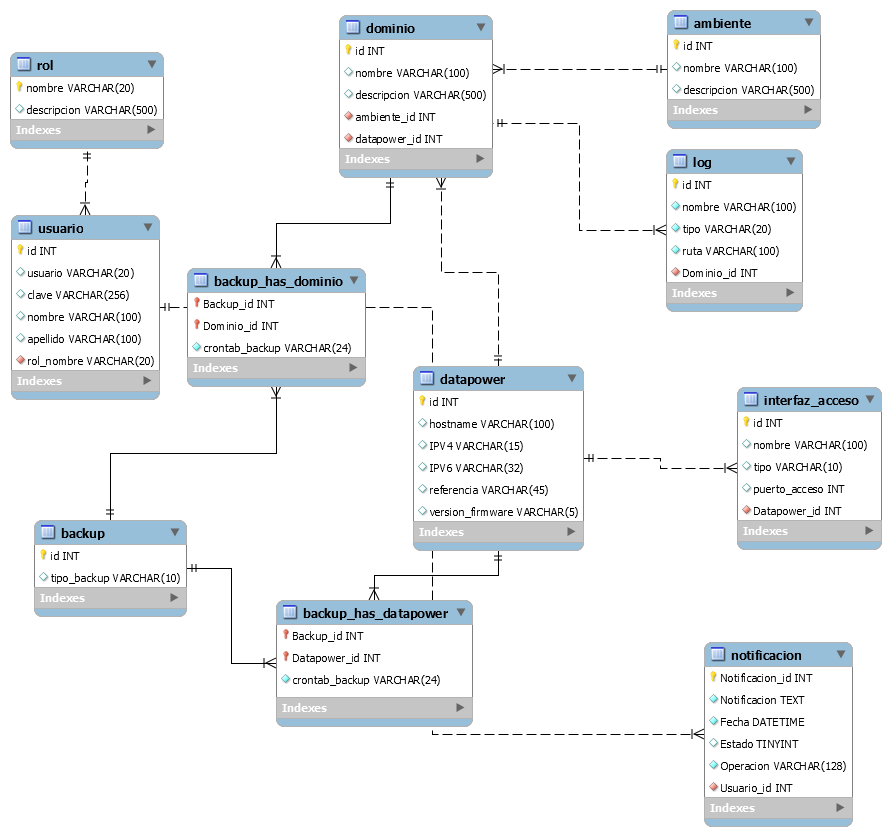 dominio
id INT
nombre VARCHAR(100)
descripcion VARCHAR(500)
ambiente_id INT
datapower_id INT
Indexes
ambiente
id INT
nombre VARCHAR(100)
descripcion VARCHAR(500)
Indexes
rol
nombre VARCHAR(20)
descripcion VARCHAR(500)
Indexes
log
id INT
nombre VARCHAR(100)
tipo VARCHAR(20)
ruta VARCHAR(100)
Dominio_id INT
Indexes
usuario
id INT
usuario VARCHAR(20)
clave VARCHAR(256)
nombre VARCHAR(100)
apellido VARCHAR(100)
rol_nombre VARCHAR(20)
Indexes
backup_has_dominio
Backup_id INT
Dominio_id INT
crontab_backup VARCHAR(24)
Indexes
datapower
id INT
hostname VARCHAR(100)
IPV4 VARCHAR(15)
IPV6 VARCHAR(32)
referencia VARCHAR(45)
version_firmware VARCHAR(5)
Indexes
interfaz_acceso
id INT
nombre VARCHAR(100)
tipo VARCHAR(10)
puerto_acceso INT
Datapower_id INT
Indexes
backup
id INT
tipo_backup VARCHAR(10)
Indexes
backup_has_datapower
Backup_id INT
Datapower_id INT
crontab_backup VARCHAR(24)
Indexes
notificacion
Notificacion_id INT
Notificacion TEXT
Fecha DATETIME
Estado TINYINT
Operacion VARCHAR(128)
Usuario_id INT
Indexes